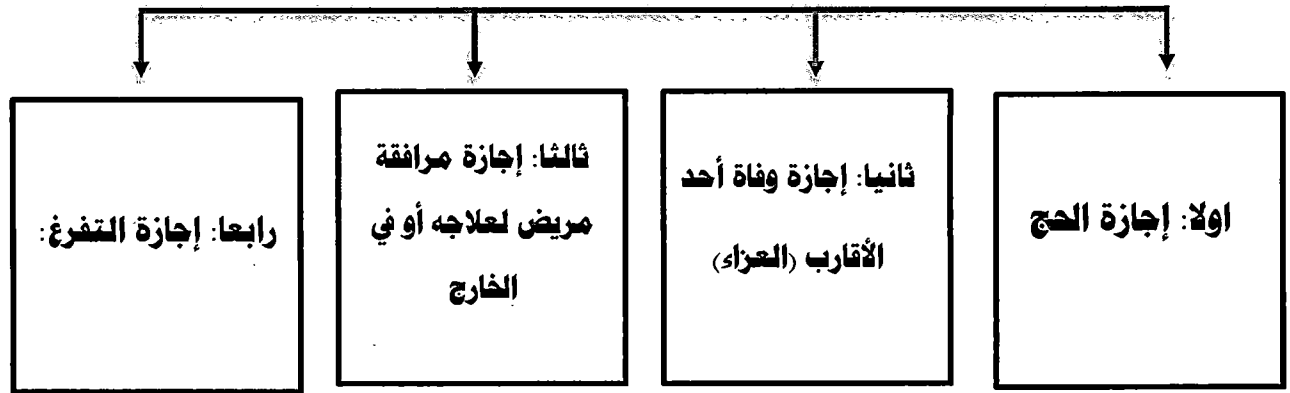 اولا: إجازة الحج
ثانيا: إجازة وفاة أحد
الأقارب (العزاء)
ثالثا: إجازة مرافقة
مريض لعلاجه أو في
الخارج
رابعا: إجازة التفرغ: